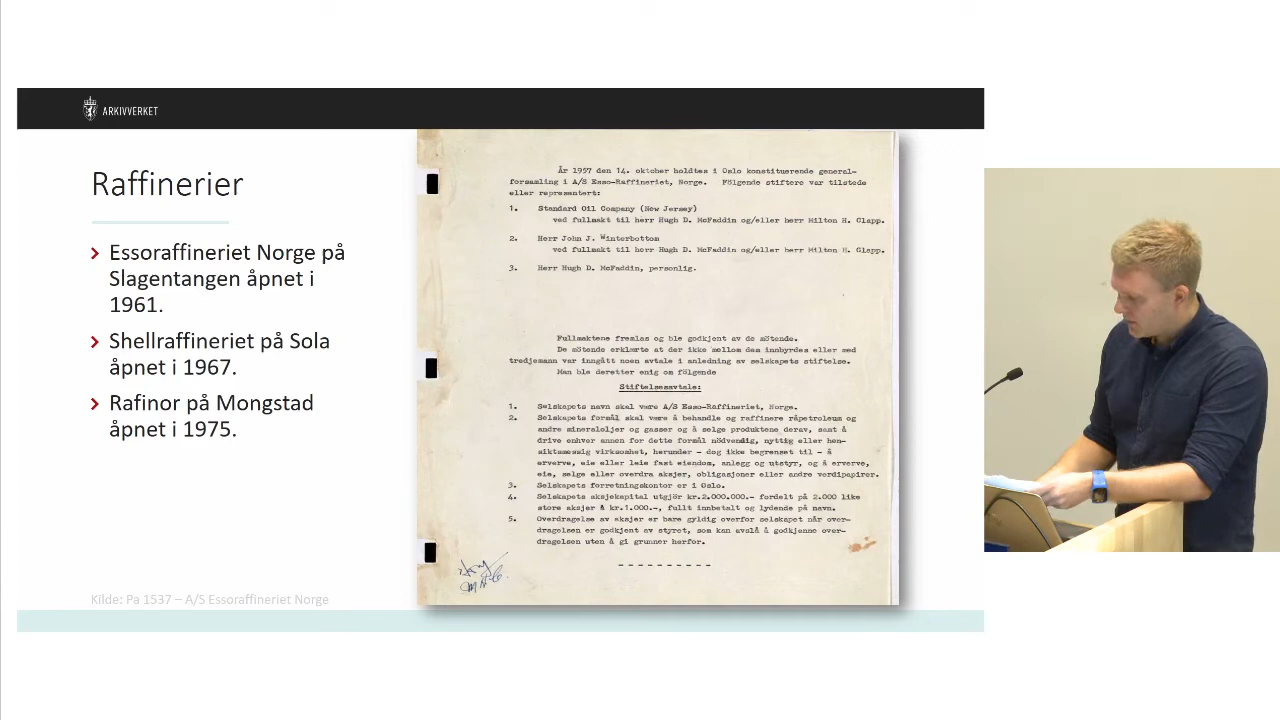 ARKIVVERKET
Raffinerier
Essoraffineriet Norge på
Slagentangen åpnet i
1961.
Shellraffineriet på Sola
åpnet i 1967.
Rafinor på Mongstad
åpnet i 1975.
Kilde: Pa 1537 – A/S Essoraffineriet Norge
År 1957 den 14. oktober holdtes i Oslo konstituerende general-
forsamling i A/S Esso-Raffineriet, Norge. Følgende stiftere var tilstede
eller representert:
1. Standard Oil Company (New Jersey)
ved fullmakt til herr Hugh D. McFaddin og/eller herr Milton H. Clapp.
2. Herr John J. Winterbottom
ved fullmakt til herr Hugh D. McFaddin og/eller herr Milton H. Clapp.
3. Herr Hugh D. McFaddin, personlig.
Fullmaktene fremlås og ble godkjent av de møtende.
De møtende erklærte at der ikke mellom dem innbyrdes eller med
tredjemann var inngått noen avtale i anledning av selskapets stiftelse.
Man ble deretter enig om følgende
Stiftelsesavtale:
1. Selskapets navn skal være A/S Esso-Raffineriet, Norge.
2. Selskapets formål skal være å behandle og raffinere råpetroleum og
andre mineraloljer og gasser og å selge produktene derav, samt å
drive enhver annen for dette formål nödvendig, nyttig eller hen-
siktsmessig virksomhet, herunder - dog ikke begrenset til - å
erverve, eie eller leie fast eiendom, anlegg og utstyr, og å erverve,
eie, selge eller overdra aksjer, obligasjoner eller andre verdipapirer.
3. Selskapets forretningskontor er i Oslo.
4. Selskapets aksjekapital utgjör kr.2.000.000.- fordelt på 2.000 like
store aksjer à kr.1.000.-, fullt innbetalt og lydende på navn.
5. Overdragelse av aksjer er bare gyldig overfor selskapet når over-
dragelsen er godkjent av styret, som kan avslå å godkjenne over-
dragelsen uten å gi grunner herfor.